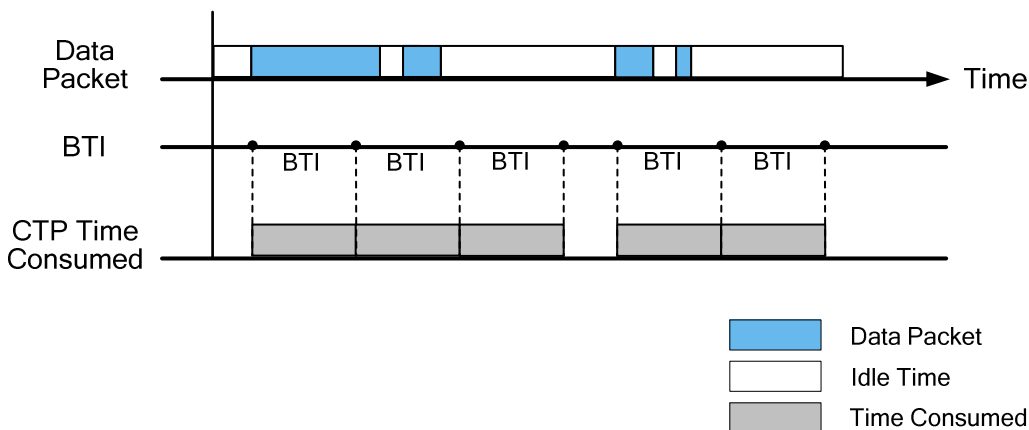 Data
Packet
Time
BTI
BTI
BTI
BTI
BTI
BTI
CTP Time
Consumed
Data Packet
Idle Time
Time Consumed